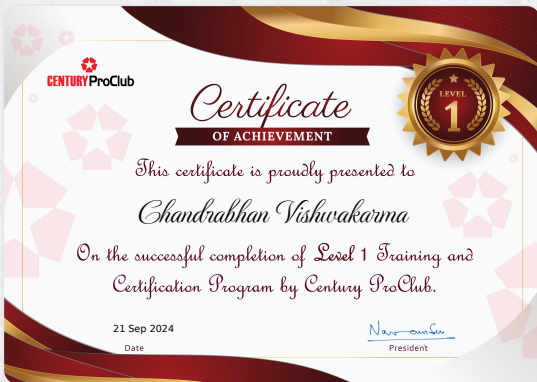 CENTURY ProClub
Certificate
OF ACHIEVEMENT
LEVEL
1
This certificate is proudly presented to
Chandrabhan Vishwakarma
On the successful completion of Level 1 Training and
Certification Program by Century ProClub.
21 Sep 2024
Date
President